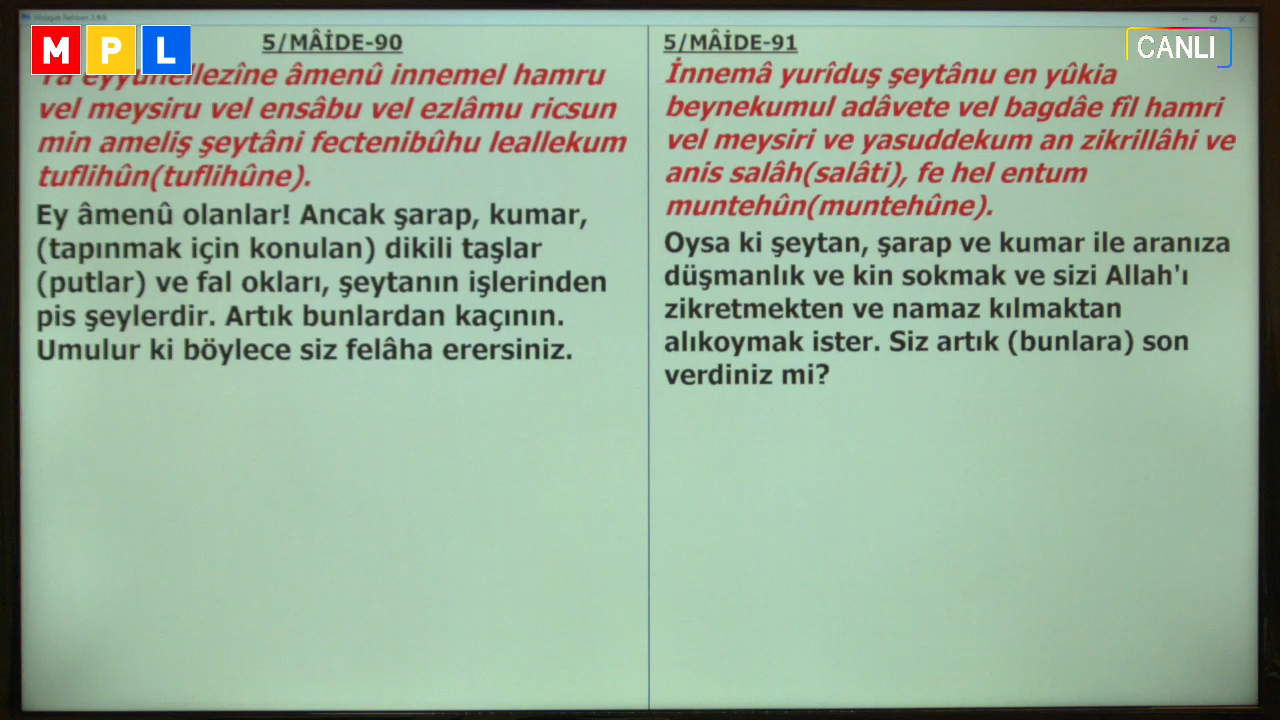 MPL
CANLI
5/MÂİDE-90
eyyuhellezîne âmenû innemel hamru
vel meysiru vel ensâbu vel ezlâmu ricsun
min ameliş şeytâni fectenibûhu leallekum
tuflihûn(tuflihûne).
Ey âmenû olanlar! Ancak şarap, kumar,
(tapınmak için konulan) dikili taşlar
(putlar) ve fal okları, şeytanın işlerinden
pis şeylerdir. Artık bunlardan kaçının.
Umulur ki böylece siz felâha erersiniz.
5/MÂİDE-91
İnnemâ yurîduş şeytânu en yûkia
beynekumul adâvete vel bagdâe fîl hamri
vel meysiri ve yasuddekum an zikrillâhi ve
anis salâh(salâti), fe hel entum
muntehûn(muntehûne).
Oysa ki şeytan, şarap ve kumar ile aranıza
düşmanlık ve kin sokmak ve sizi Allah'ı
zikretmekten ve namaz kılmaktan
alıkoymak ister. Siz artık (bunlara) son
verdiniz mi?